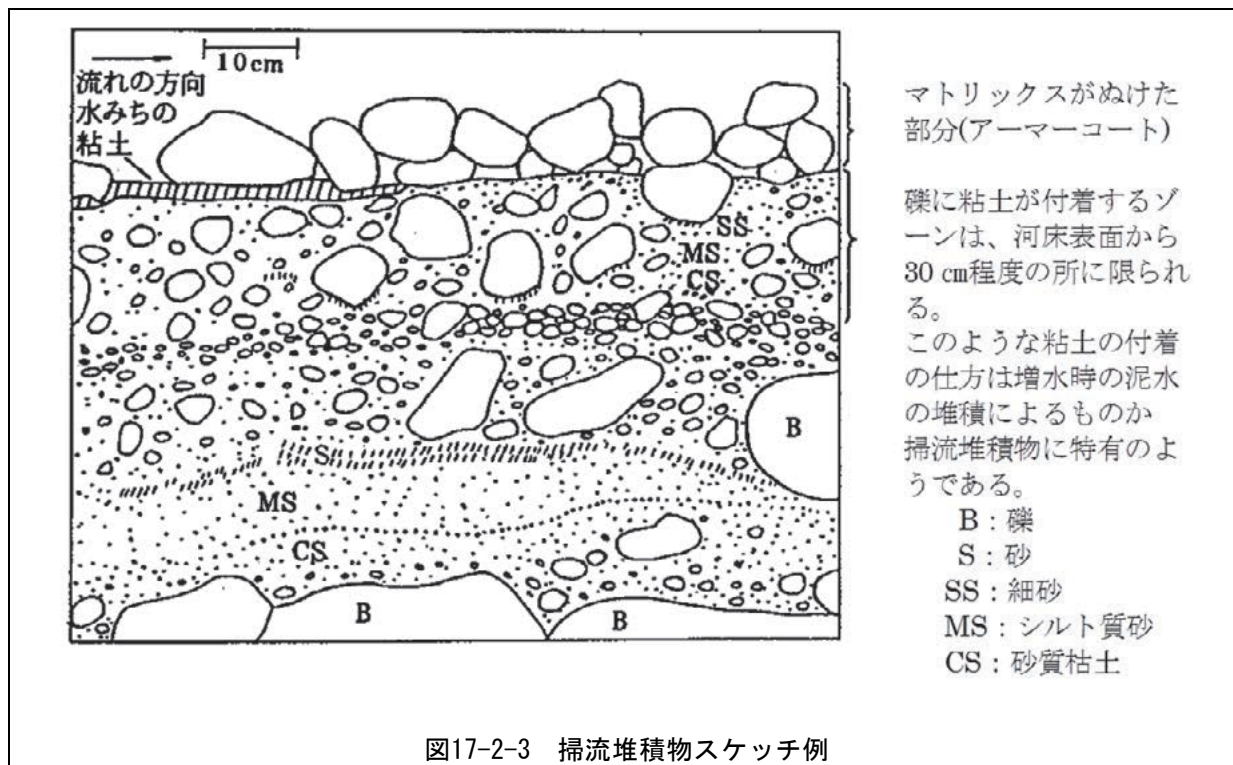 10cm
流れの方向
水みちの
粘土
SS
MS
CS
B
S
MS
CS
B
B
マトリックスがぬけた
部分(アーマーコート)
礫に粘土が付着するゾ
ーンは、河床表面から
30 ㎝程度の所に限られ
る。
このような粘土の付着
の仕方は増水時の泥水
の堆積によるものか
掃流堆積物に特有のよ
うである。
B：礫
S：砂
SS：細砂
MS：シルト質砂
CS：砂質枯土
図17-2-3 掃流堆積物スケッチ例